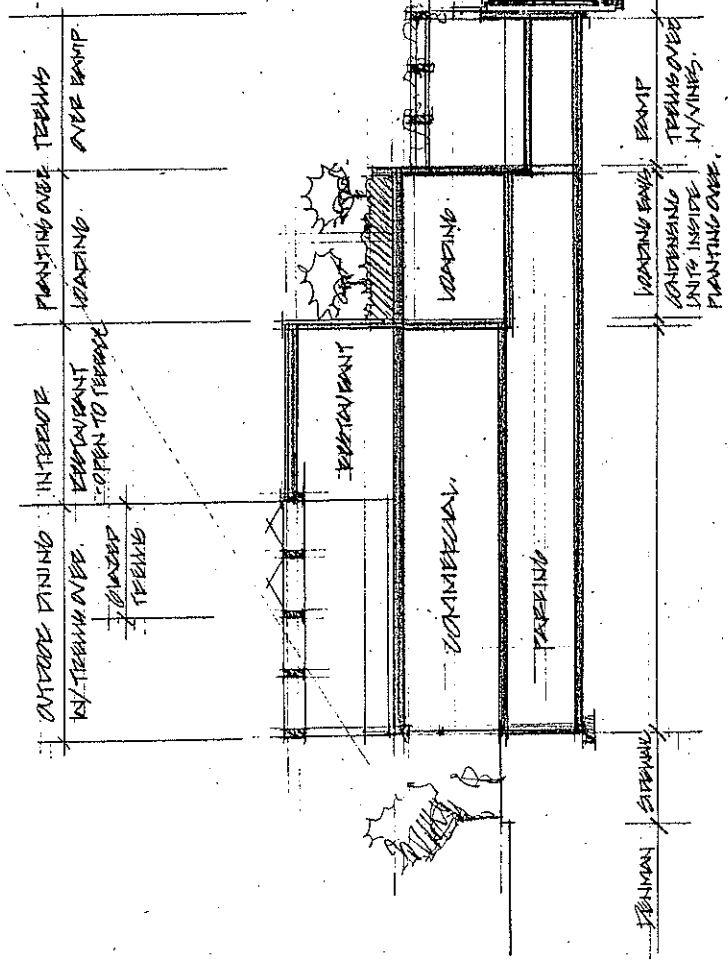 OUTDOOR DINING
W/TRELLIS OVER.
GLAZED
TRELLIS
INTERIOR
RESTAURANT
- OPEN TO TERRACE
PLANTING OVER
LOADING
TRELLIS
OVER RAMP
RESTAURANT
LOADING
COMMERCIAL
PARKING
DENMAN
SIDEWALK
LOADING BAYS
CONDENSING
UNITS INSIDE
PLANTING OVER.
RAMP
TRELLIS OVER
W/VINES.